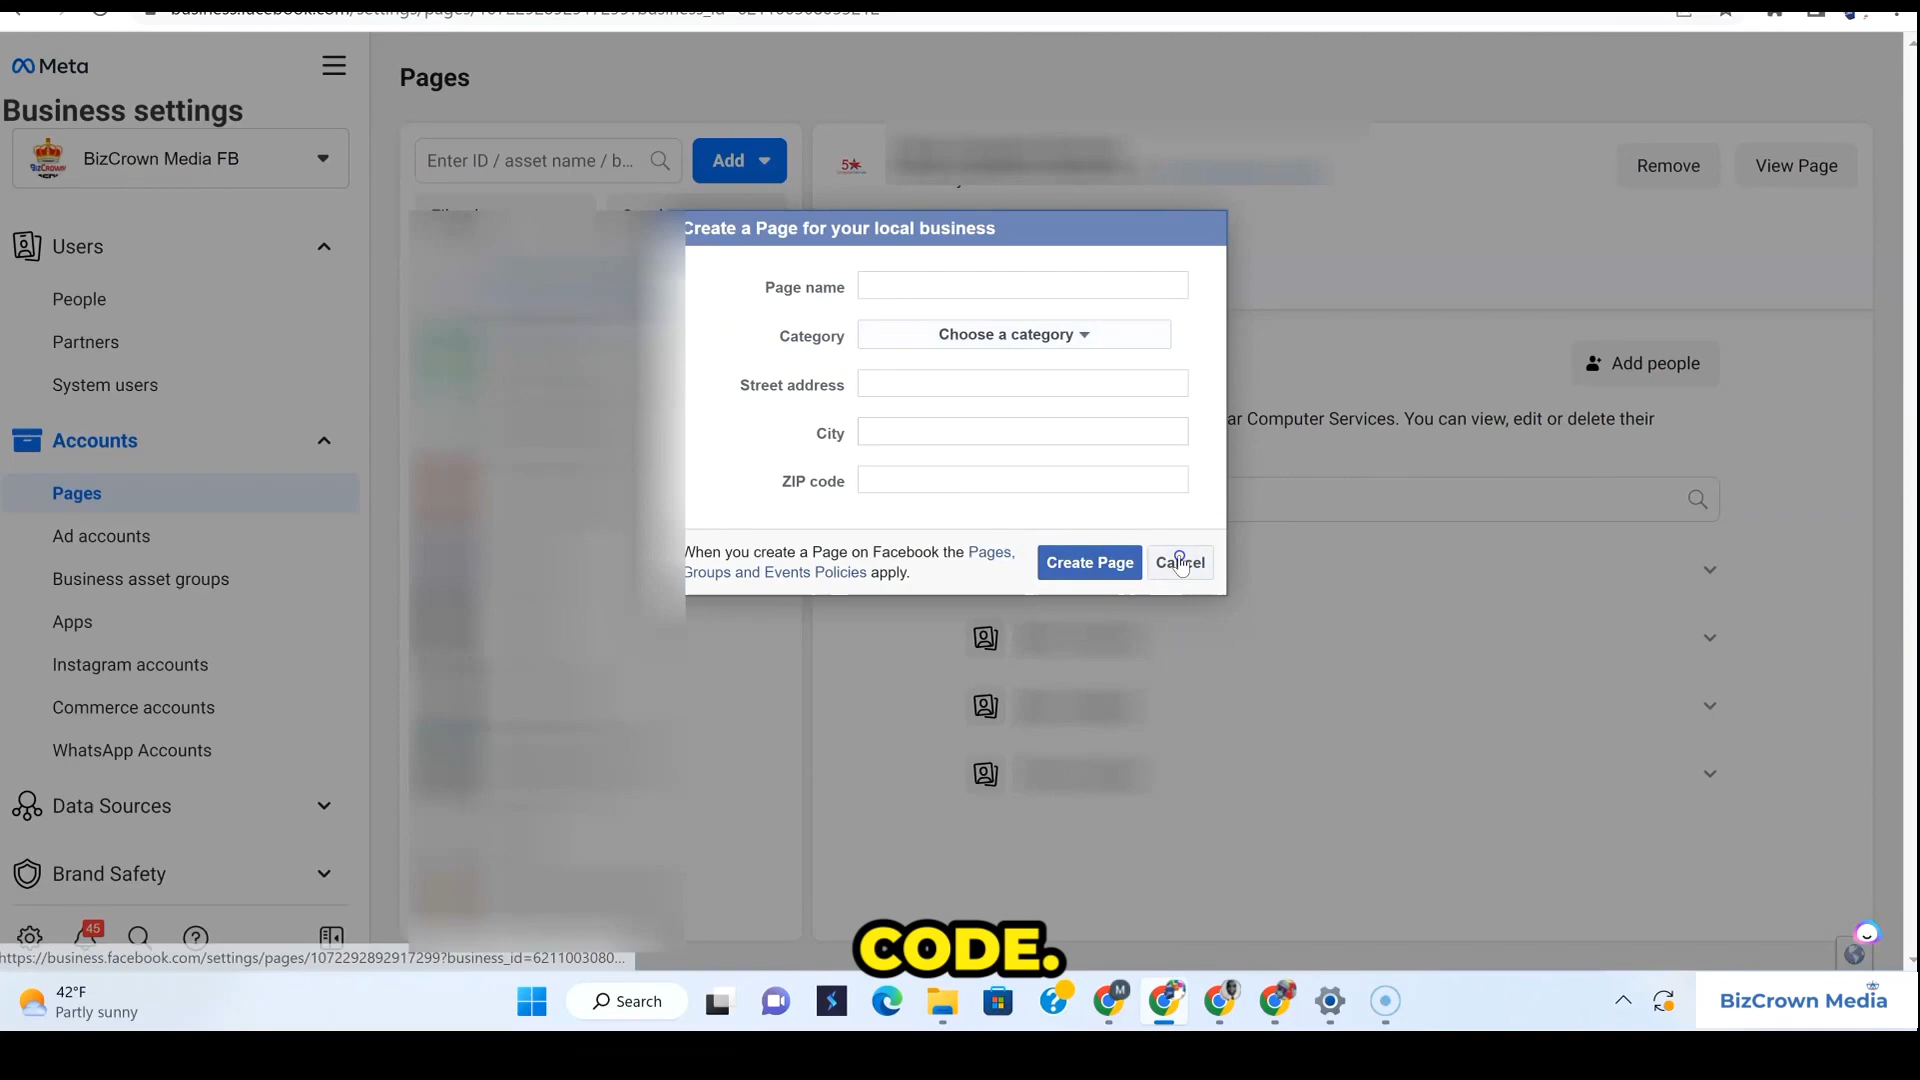 Meta
Business settings
BizCrown Media FB
Users
People
Partners
System users
Accounts
Pages
Ad accounts
Business asset groups
Apps
Instagram accounts
Commerce accounts
WhatsApp Accounts
Data Sources
Brand Safety
45
https://business.facebook.com/settings/pages/1072292892917299?business_id=6211003080...
Pages
Enter ID / asset name / b...
Add
5
Remove
View Page
Create a Page for your local business
Page name
Category
Choose a category
Street address
City
ZIP code
When you create a Page on Facebook the Pages,
Groups and Events Policies apply.
Create Page
Cancel
Add people
ar Computer Services. You can view, edit or delete their
CODE.
42°F
Partly sunny
Search
M
BizCrown Media